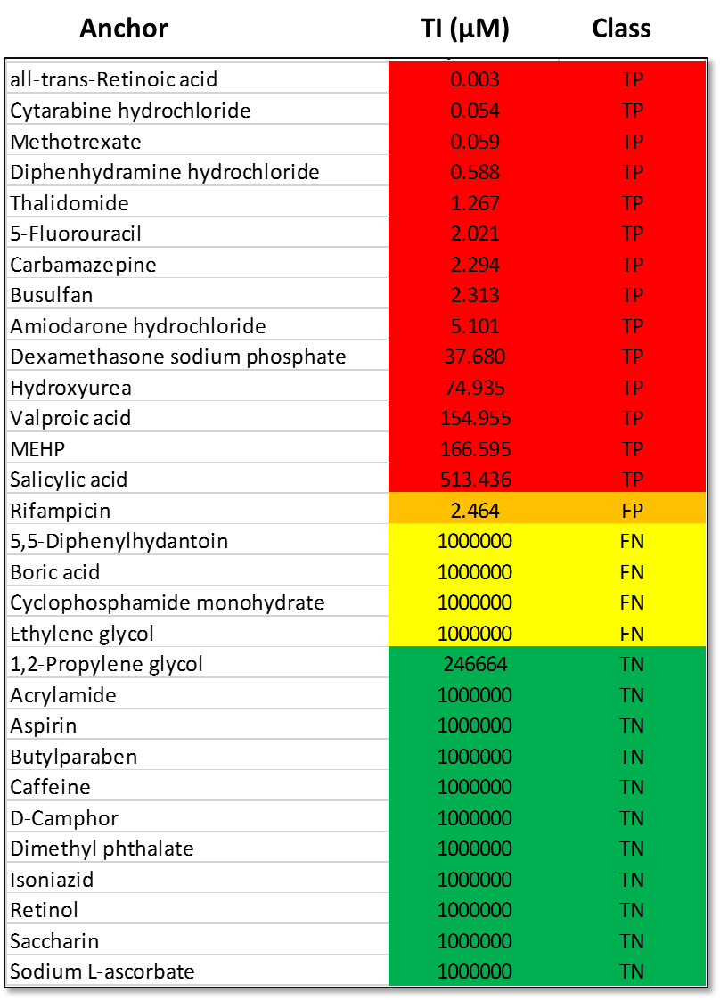 Anchor TI (µM) Class
all-trans-Retinoic acid 0.003 TP
Cytarabine hydrochloride 0.054 TP
Methotrexate 0.059 TP
Diphenhydramine hydrochloride 0.588 TP
Thalidomide 1.267 TP
5-Fluorouracil 2.021 TP
Carbamazepine 2.294 TP
Busulfan 2.313 TP
Amiodarone hydrochloride 5.101 TP
Dexamethasone sodium phosphate 37.680 TP
Hydroxyurea 74.935 TP
Valproic acid 154.955 TP
MEHP 166.595 TP
Salicylic acid 513.436 TP
Rifampicin 2.464 FP
5,5-Diphenylhydantoin 1000000 FN
Boric acid 1000000 FN
Cyclophosphamide monohydrate 1000000 FN
Ethylene glycol 1000000 FN
1,2-Propylene glycol 246664 TN
Acrylamide 1000000 TN
Aspirin 1000000 TN
Butylparaben 1000000 TN
Caffeine 1000000 TN
D-Camphor 1000000 TN
Dimethyl phthalate 1000000 TN
Isoniazid 1000000 TN
Retinol 1000000 TN
Saccharin 1000000 TN
Sodium L-ascorbate 1000000 TN